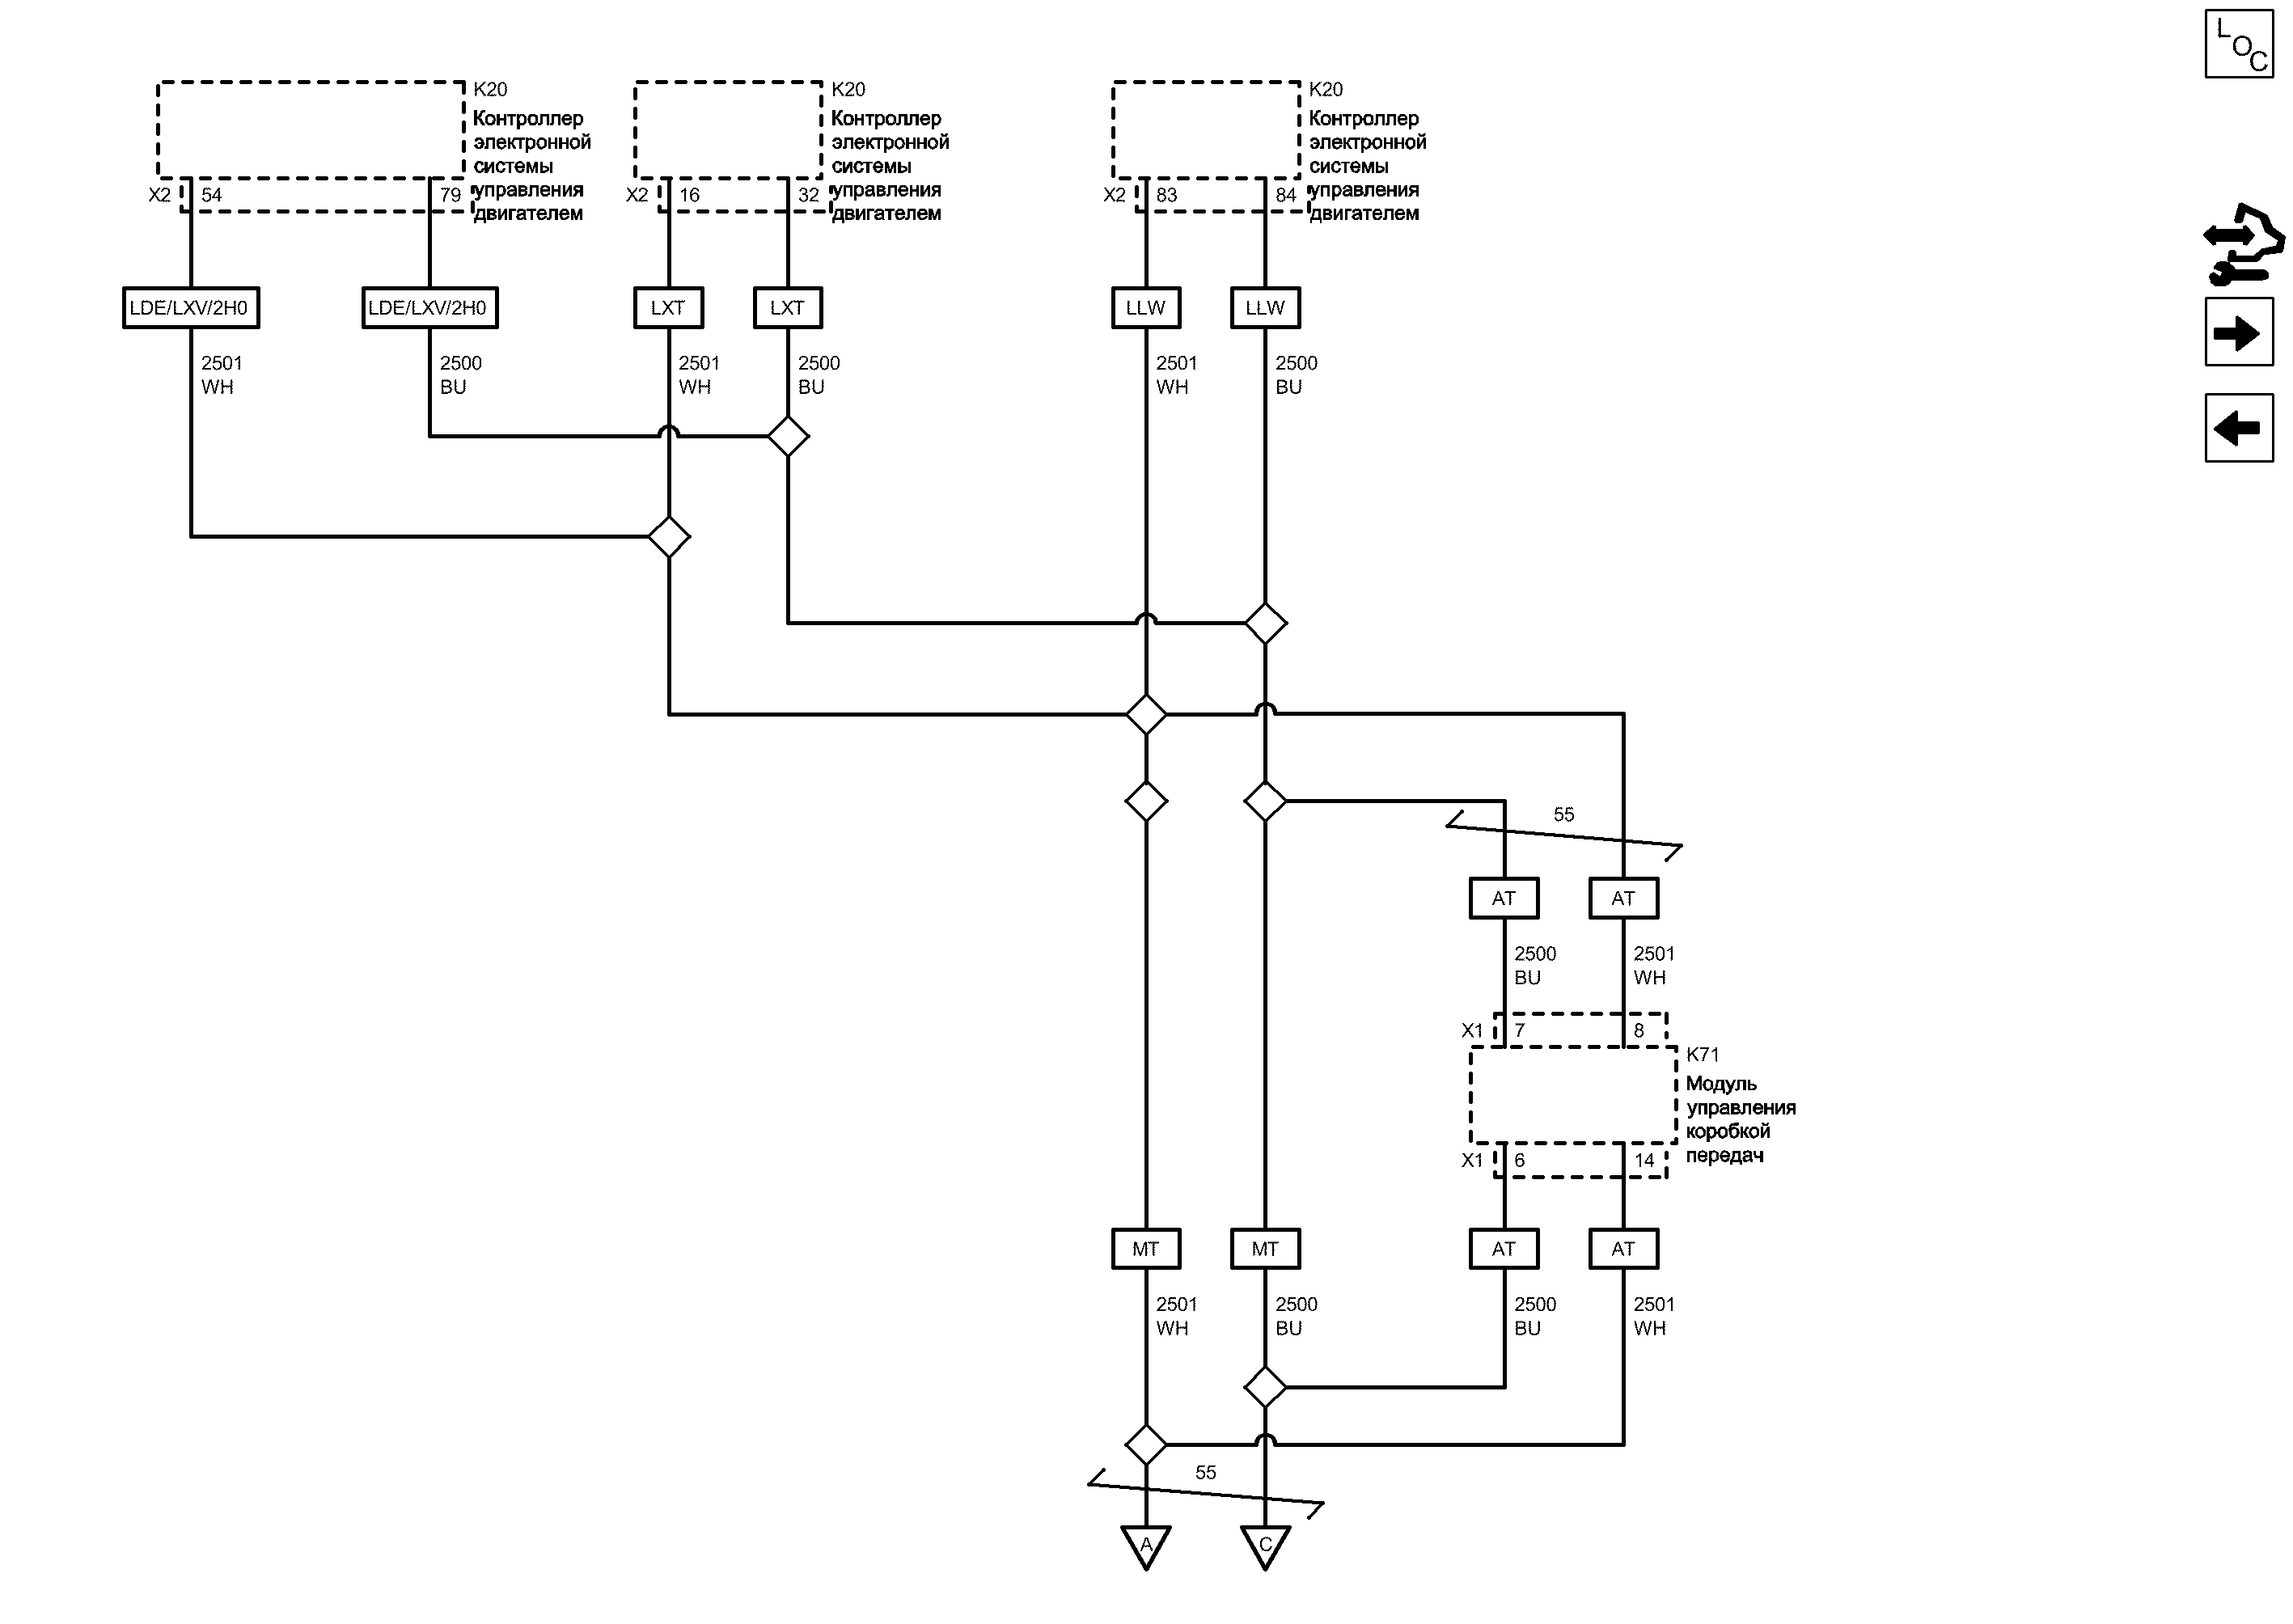 L
O
C
K20
Контроллер
электронной
системы
управления
двигателем
X2
54
79
K20
Контроллер
электронной
системы
управления
двигателем
X2
16
32
K20
Контроллер
электронной
системы
управления
двигателем
X2
83
84
LDE/LXV/2H0
LDE/LXV/2H0
LXT
LXT
LLW
LLW
2501
WH
2500
BU
2501
WH
2500
BU
2501
WH
2500
BU
55
AT
AT
2500
BU
2501
WH
X1
7
8
K71
Модуль
управления
коробкой
передач
X1
6
14
MT
MT
AT
AT
2501
WH
2500
BU
2500
BU
2501
WH
55
A
C